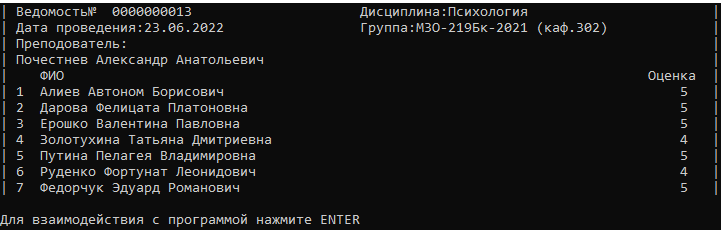 | Ведомость№  0000000013                     Дисциплина:Психология                       |
| Дата проведения:23.06.2022                 Группа:МЗО-219Бк-2021 (каф.302)             |
| Преподователь:                                                                         |
| Почестнев Александр Анатольевич                                                        |
|    ФИО                                                                         Оценка  |
| 1  Алиев Автоном Борисович                                                         5   |
| 2  Дарова Фелицата Платоновна                                                      5   |
| 3  Ерошко Валентина Павловна                                                       5   |
| 4  Золотухина Татьяна Дмитриевна                                                   4   |
| 5  Путина Пелагея Владимировна                                                     5   |
| 6  Руденко Фортунат Леонидович                                                     4   |
| 7  Федорчук Эдуард Романович                                                       5   |
Для взаимодействия с программой нажмите ENTER